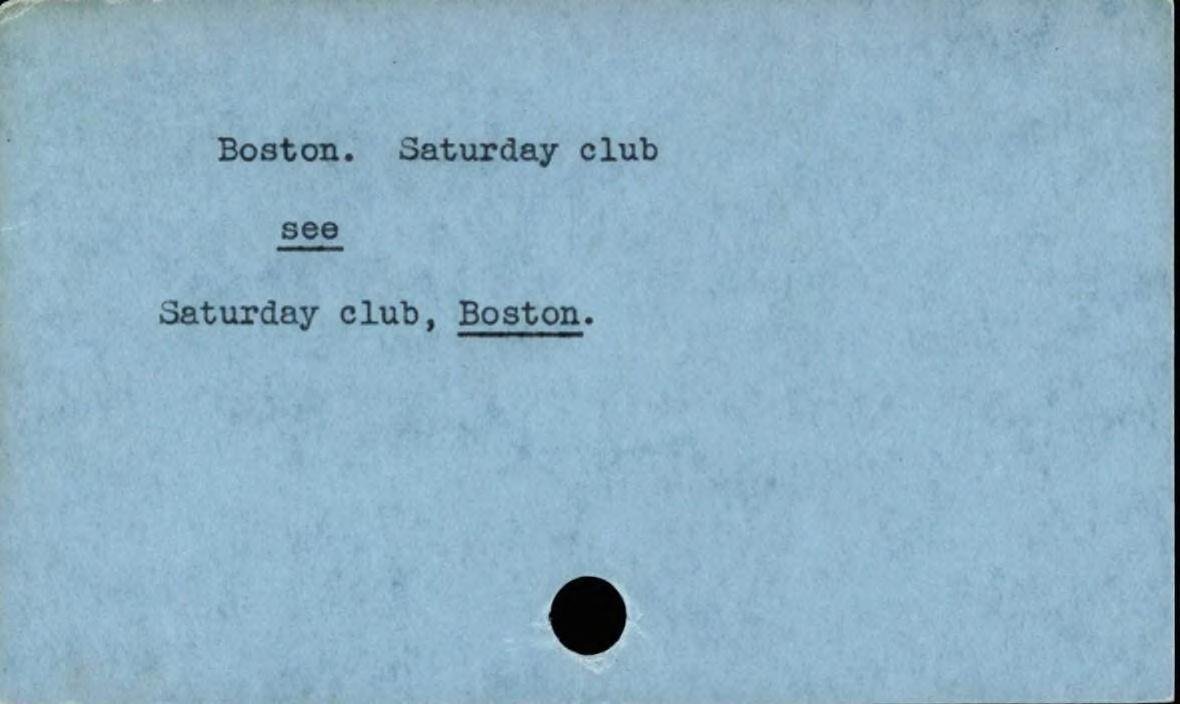 Boston.  Saturday club
see
Saturday club, Boston.